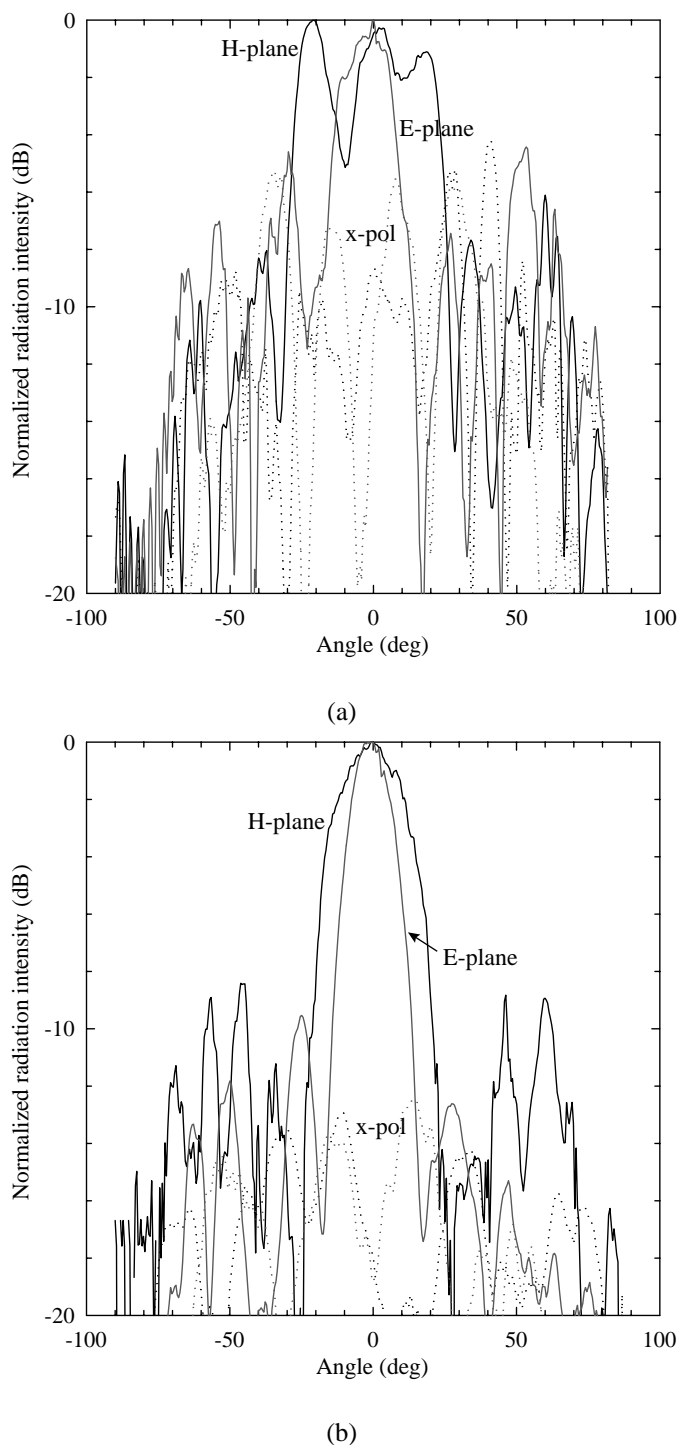 0
H-plane
E-plane
x-pol
-10
-20
Normalized radiation intensity (dB)
-100
-50
0
50
100
Angle (deg)
(a)
0
H-plane
E-plane
-10
x-pol
-20
Normalized radiation intensity (dB)
-100
-50
0
50
100
Angle (deg)
(b)